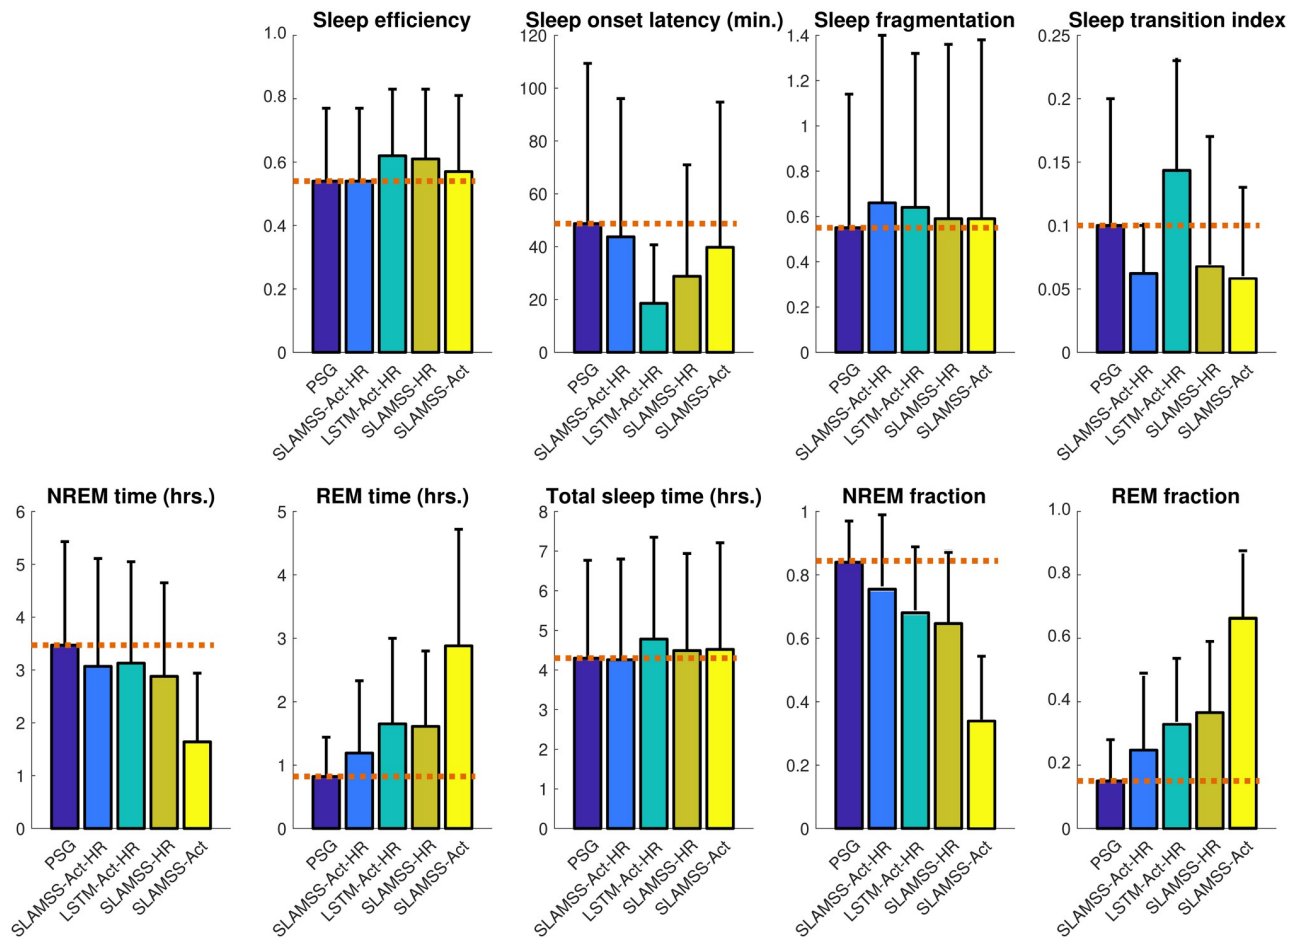 Sleep efficiency
1.0
0.8
0.6
0.4
0.2
0
PSG
SLAMSS-Act-HR
LSTM-Act-HR
SLAMSS-HR
SLAMSS-Act
Sleep onset latency (min.)
120
100
80
60
40
20
0
PSG
SLAMSS-Act-HR
LSTM-Act-HR
SLAMSS-HR
SLAMSS-Act
Sleep fragmentation
1.4
1.2
1
0.8
0.6
0.4
0.2
0
PSG
SLAMSS-Act-HR
LSTM-Act-HR
SLAMSS-HR
SLAMSS-Act
Sleep transition index
0.25
0.2
0.15
0.1
0.05
0
PSG
SLAMSS-Act-HR
LSTM-Act-HR
SLAMSS-HR
SLAMSS-Act
NREM time (hrs.)
6
5
4
3
2
1
0
PSG
SLAMSS-Act-HR
LSTM-Act-HR
SLAMSS-HR
SLAMSS-Act
REM time (hrs.)
5
4
3
2
1
0
PSG
SLAMSS-Act-HR
LSTM-Act-HR
SLAMSS-HR
SLAMSS-Act
Total sleep time (hrs.)
8
7
6
5
4
3
2
1
0
PSG
SLAMSS-Act-HR
LSTM-Act-HR
SLAMSS-HR
SLAMSS-Act
NREM fraction
1
0.8
0.6
0.4
0.2
0
PSG
SLAMSS-Act-HR
LSTM-Act-HR
SLAMSS-HR
SLAMSS-Act
REM fraction
1.0
0.8
0.6
0.4
0.2
0
PSG
SLAMSS-Act-HR
LSTM-Act-HR
SLAMSS-HR
SLAMSS-Act